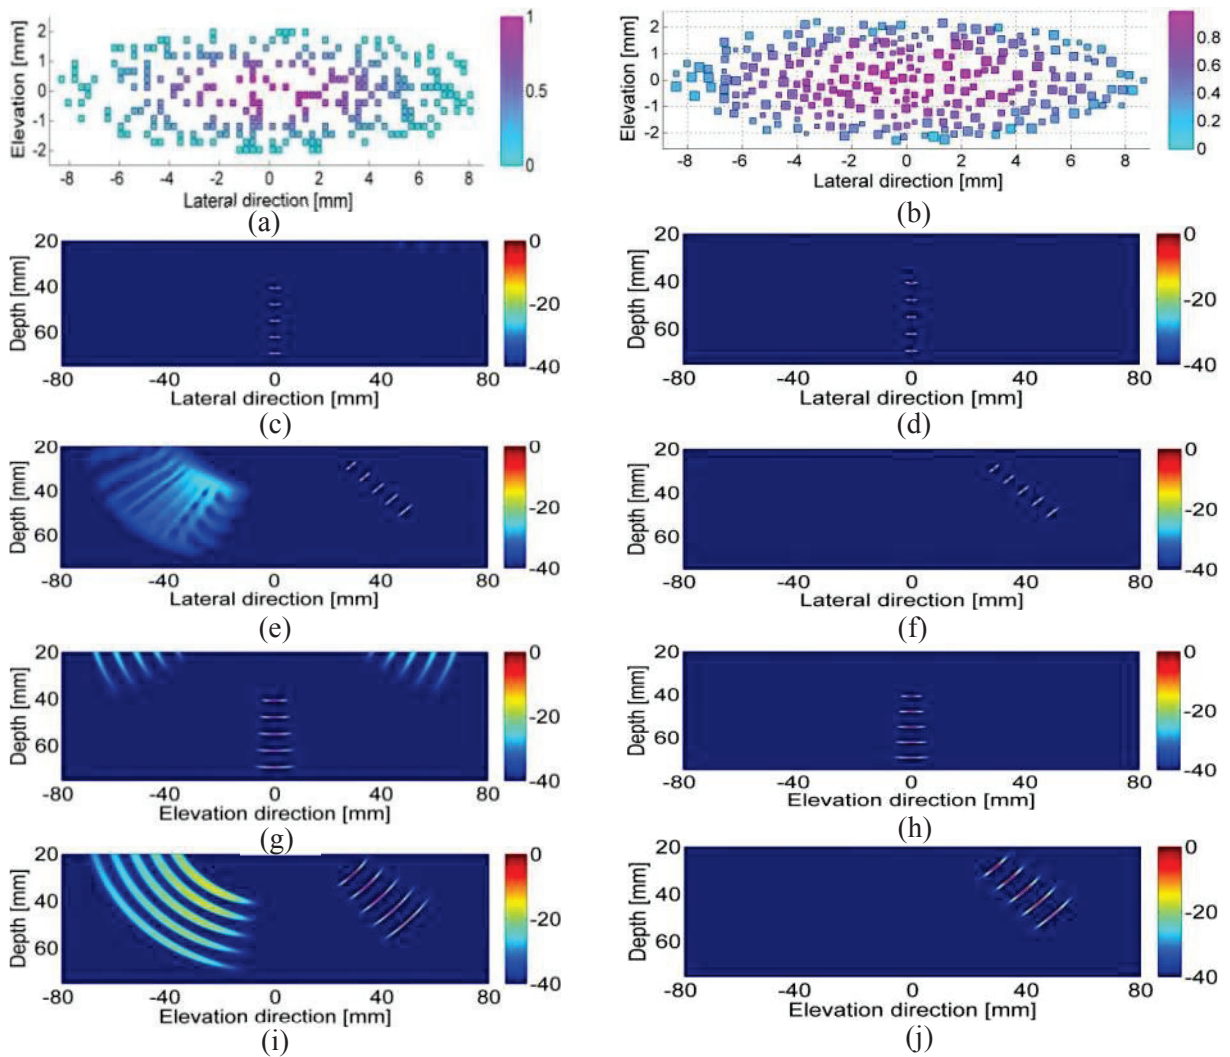 Elevation [mm]
2
1
0
-1
-2
-8 -6 -4 -2 0 2 4 6 8
Lateral direction [mm]
1
0.5
0
(a)
Elevation [mm]
2
1
0
-1
-2
-8 -6 -4 -2 0 2 4 6 8
Lateral direction [mm]
0.8
0.6
0.4
0.2
0
(b)
Depth [mm]
20
40
60
-80 -40 0 40 80
Lateral direction [mm]
0
-20
-40
(c)
Depth [mm]
20
40
60
-80 -40 0 40 80
Lateral direction [mm]
0
-20
-40
(d)
Depth [mm]
20
40
60
-80 -40 0 40 80
Lateral direction [mm]
0
-20
-40
(e)
Depth [mm]
20
40
60
-80 -40 0 40 80
Lateral direction [mm]
0
-20
-40
(f)
Depth [mm]
20
40
60
-80 -40 0 40 80
Elevation direction [mm]
0
-20
-40
(g)
Depth [mm]
20
40
60
-80 -40 0 40 80
Elevation direction [mm]
0
-20
-40
(h)
Depth [mm]
20
40
60
-80 -40 0 40 80
Elevation direction [mm]
0
-20
-40
(i)
Depth [mm]
20
40
60
-80 -40 0 40 80
Elevation direction [mm]
0
-20
-40
(j)